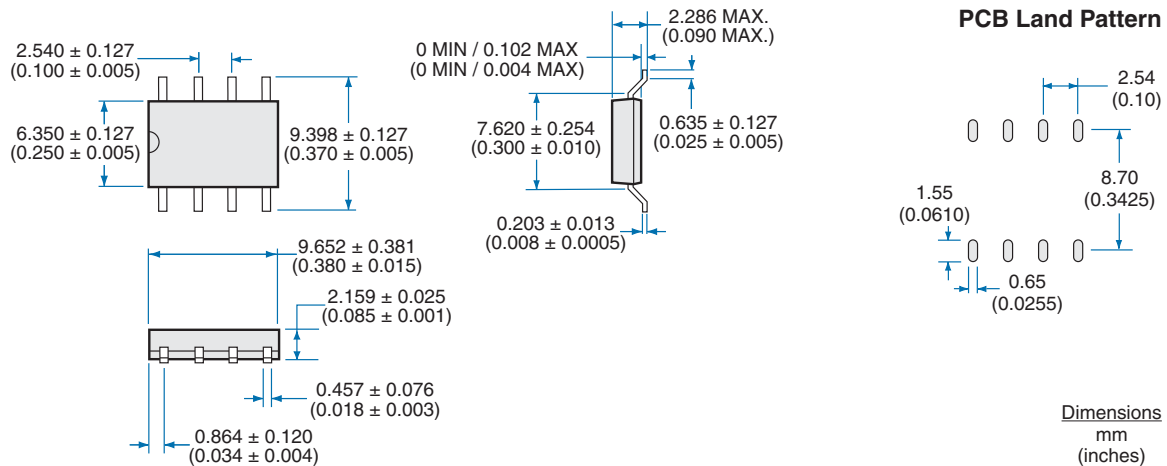 2.540 ± 0.127
(0.100 ± 0.005)
6.350 ± 0.127
(0.250 ± 0.005)
9.398 ± 0.127
(0.370 ± 0.005)
9.652 ± 0.381
(0.380 ± 0.015)
2.159 ± 0.025
(0.085 ± 0.001)
0.457 ± 0.076
(0.018 ± 0.003)
0.864 ± 0.120
(0.034 ± 0.004)
2.286 MAX.
(0.090 MAX.)
0 MIN / 0.102 MAX
(0 MIN / 0.004 MAX)
7.620 ± 0.254
(0.300 ± 0.010)
0.635 ± 0.127
(0.025 ± 0.005)
0.203 ± 0.013
(0.008 ± 0.0005)
PCB Land Pattern
2.54
(0.10)
8.70
(0.3425)
1.55
(0.0610)
0.65
(0.0255)
Dimensions
mm
(inches)